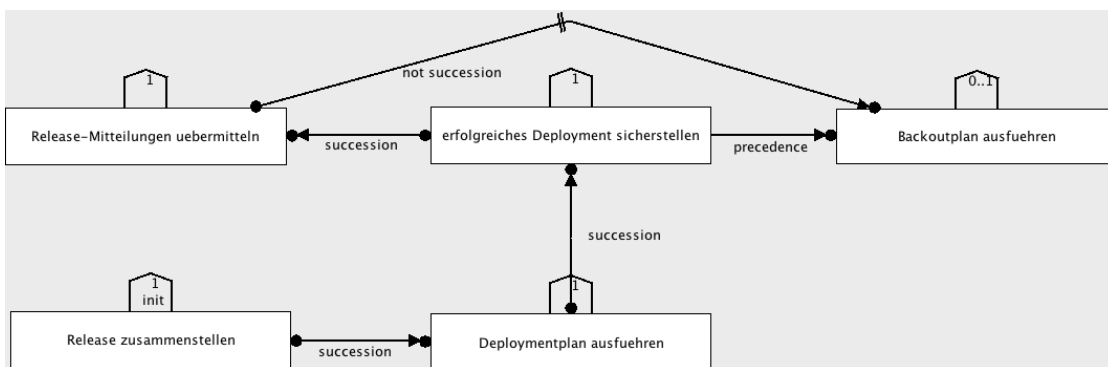 not succession
1
1
0..1
Release-Mitteilungen uebermitteln
succession
erfolgreiches Deployment sicherstellen
precedence
Backoutplan ausfuehren
succession
1
init
1
Release zusammenstellen
succession
Deploymentplan ausfuehren